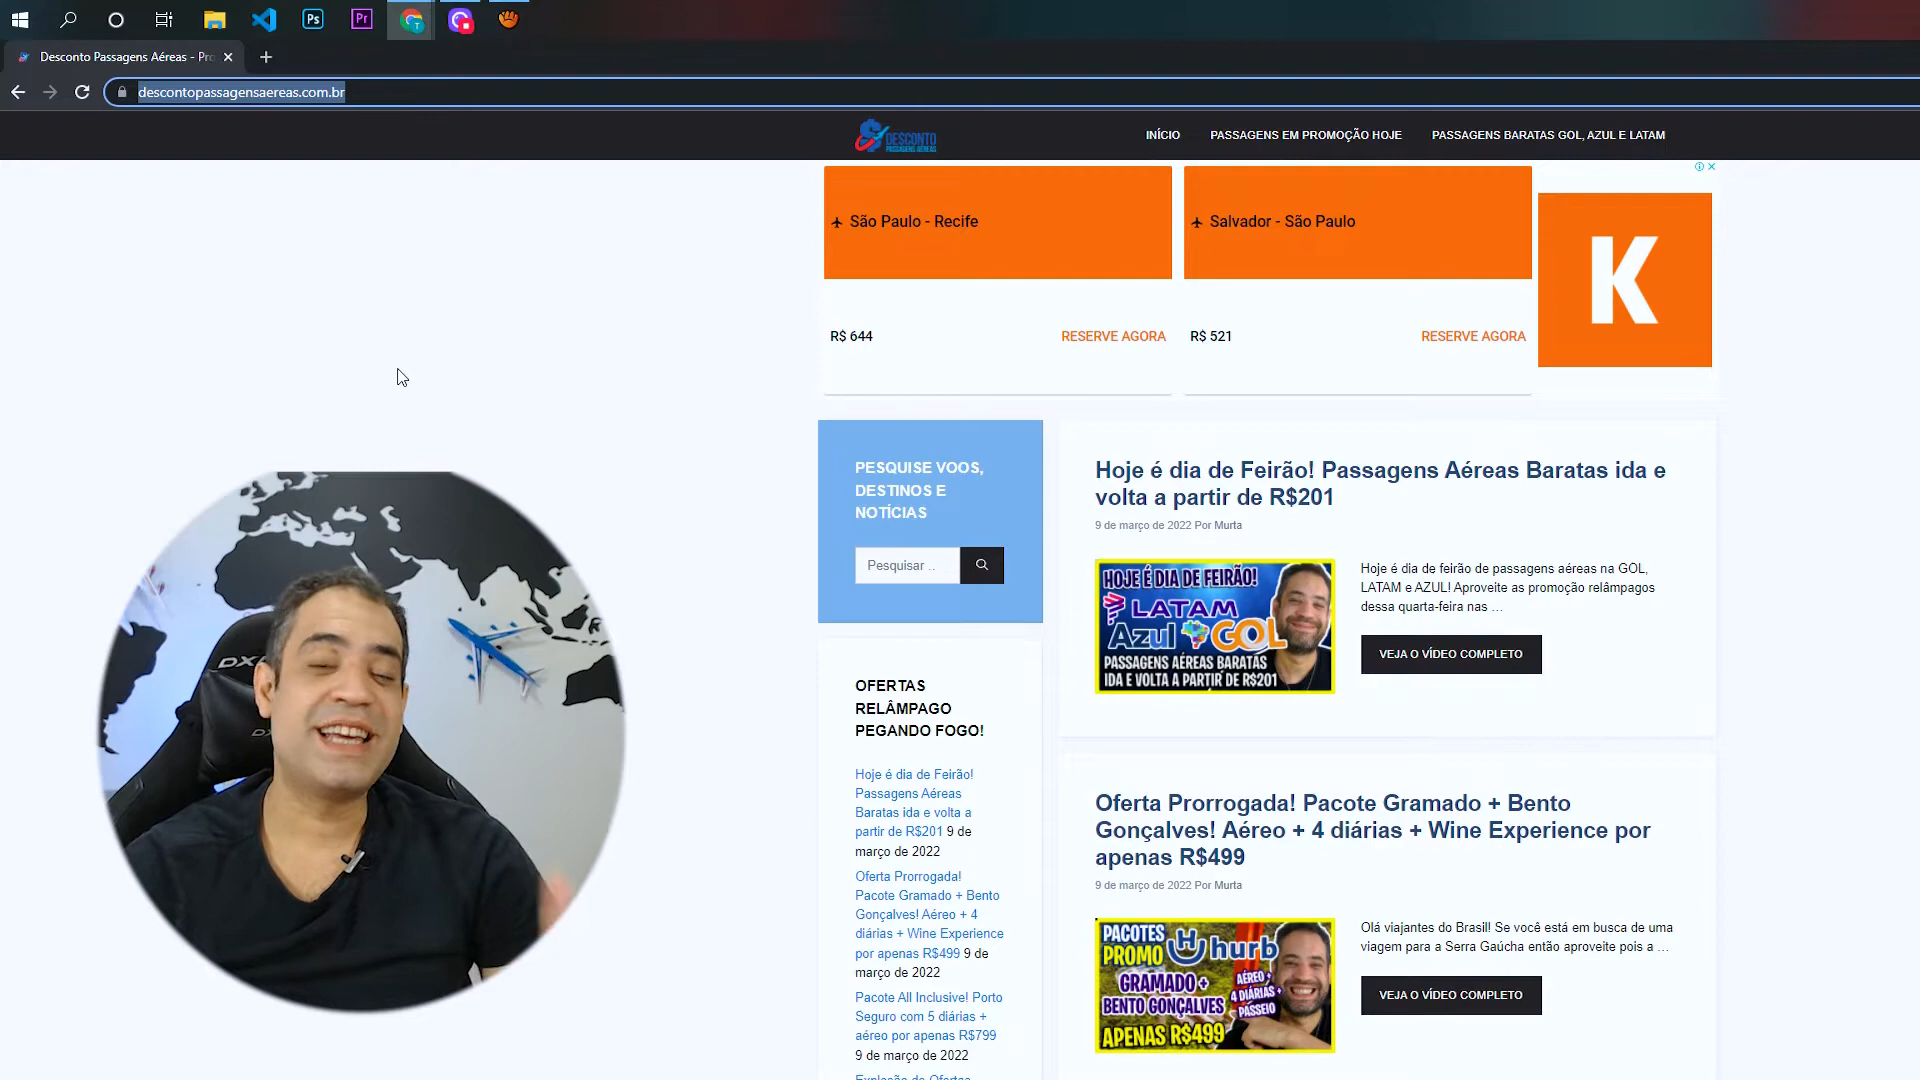 Ps
Pr
Desconto Passagens Aéreas - Pro
descontopassagensaereas.com.br
DESCONTO
PASSAGENS AÉREAS
INÍCIO
PASSAGENS EM PROMOÇÃO HOJE
PASSAGENS BARATAS GOL, AZUL E LATAM
São Paulo - Recife
R$ 644
RESERVE AGORA
Salvador - São Paulo
R$ 521
RESERVE AGORA
K
DX
PESQUISE VOOS,
DESTINOS E
NOTÍCIAS
Pesquisar ..
OFERTAS
RELÂMPAGO
PEGANDO FOGO!
Hoje é dia de Feirão!
Passagens Aéreas
Baratas ida e volta a
partir de R$201 9 de
março de 2022
Oferta Prorrogada!
Pacote Gramado + Bento
Gonçalves! Aéreo + 4
diárias + Wine Experience
por apenas R$499 9 de
março de 2022
Pacote All Inclusive! Porto
Seguro com 5 diárias +
aéreo por apenas R$799
9 de março de 2022
Explosão de Ofertas
Hoje é dia de Feirão! Passagens Aéreas Baratas ida e
volta a partir de R$201
9 de março de 2022 Por Murta
HOJE É DIA DE FEIRÃO!
LATAM
Azul GOL
PASSAGENS AÉREAS BARATAS
IDA E VOLTA A PARTIR DE R$201
Hoje é dia de feirão de passagens aéreas na GOL,
LATAM e AZUL! Aproveite as promoção relâmpagos
dessa quarta-feira nas …
VEJA O VÍDEO COMPLETO
Oferta Prorrogada! Pacote Gramado + Bento
Gonçalves! Aéreo + 4 diárias + Wine Experience por
apenas R$499
9 de março de 2022 Por Murta
PACOTES
PROMO
hurb
GRAMADO +
BENTO GONÇALVES
AÉREO +
4 DIÁRIAS +
PASSEIO
APENAS R$499
Olá viajantes do Brasil! Se você está em busca de uma
viagem para a Serra Gaúcha então aproveite pois a …
VEJA O VÍDEO COMPLETO